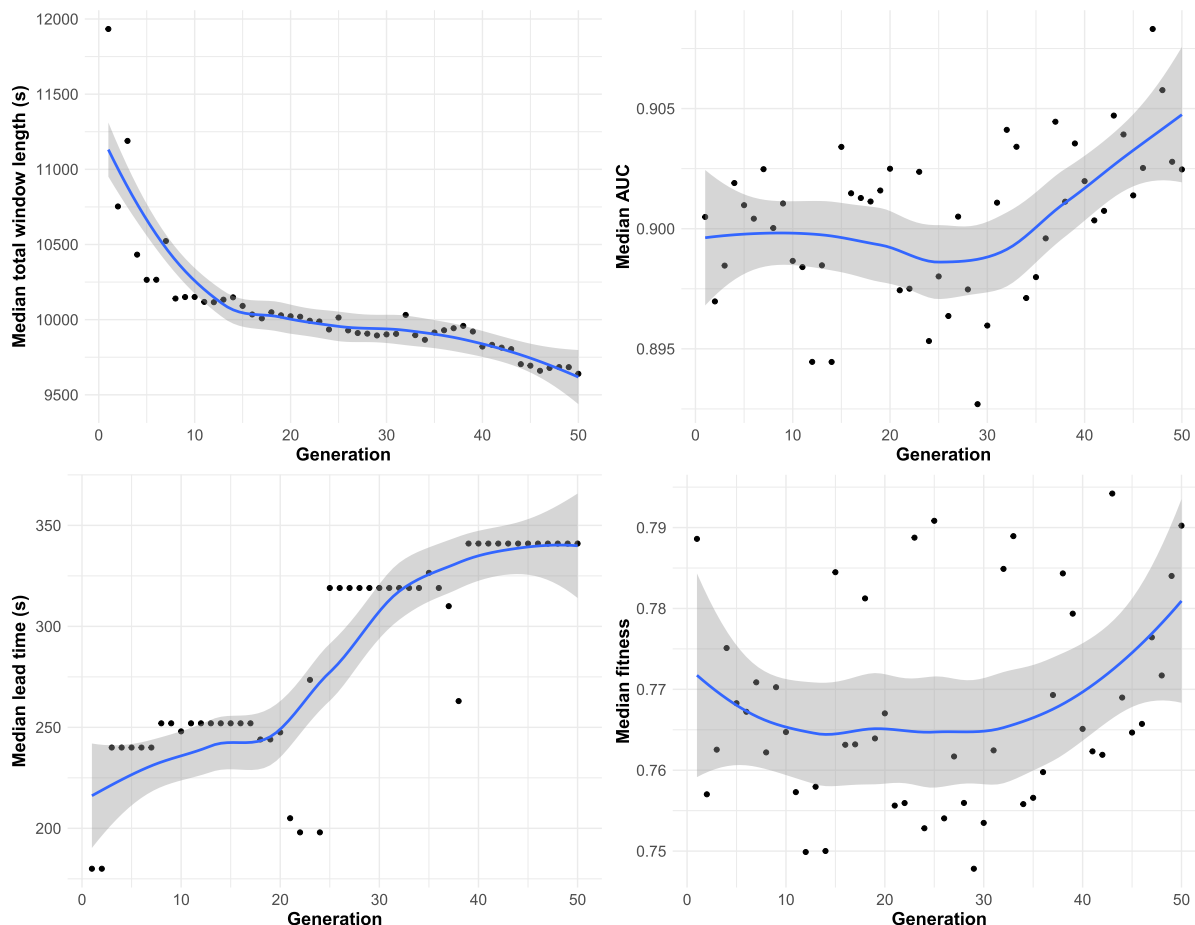 Median total window length (s)
12000
11500
11000
10500
10000
9500
0 10 20 30 40 50
Generation
Median AUC
0.905
0.900
0.895
0 10 20 30 40 50
Generation
Median lead time (s)
350
300
250
200
0 10 20 30 40 50
Generation
Median fitness
0.79
0.78
0.77
0.76
0.75
0 10 20 30 40 50
Generation